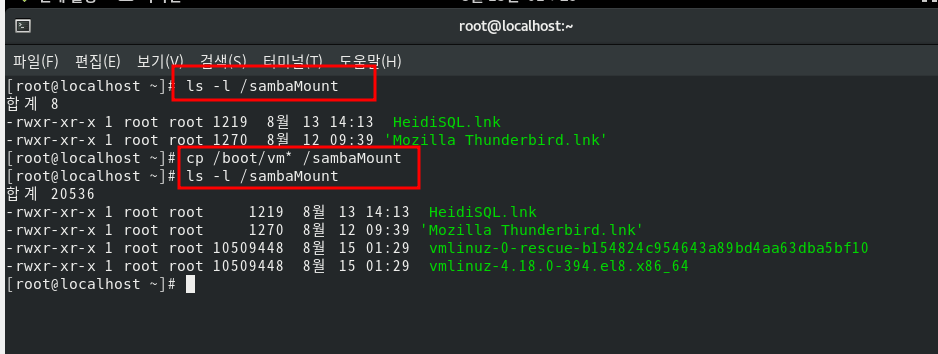 root@localhost:~
파일(F) 편집(E) 보기(V) 검색(S) 터미널(T) 도움말(H)
[root@localhost ~]# ls -l /sambaMount
합계 8
-rwxr-xr-x 1 root root 1219  8월 13 14:13  HeidiSQL.lnk
-rwxr-xr-x 1 root root 1270  8월 12 09:39 'Mozilla Thunderbird.lnk'
[root@localhost ~]# cp /boot/vm* /sambaMount
[root@localhost ~]# ls -l /sambaMount
합계 20536
-rwxr-xr-x 1 root root     1219  8월 13 14:13  HeidiSQL.lnk
-rwxr-xr-x 1 root root     1270  8월 12 09:39 'Mozilla Thunderbird.lnk'
-rwxr-xr-x 1 root root 10509448  8월 15 01:29  vmlinuz-0-rescue-b154824c954643a89bd4aa63dba5bf10
-rwxr-xr-x 1 root root 10509448  8월 15 01:29  vmlinuz-4.18.0-394.el8.x86_64
[root@localhost ~]#